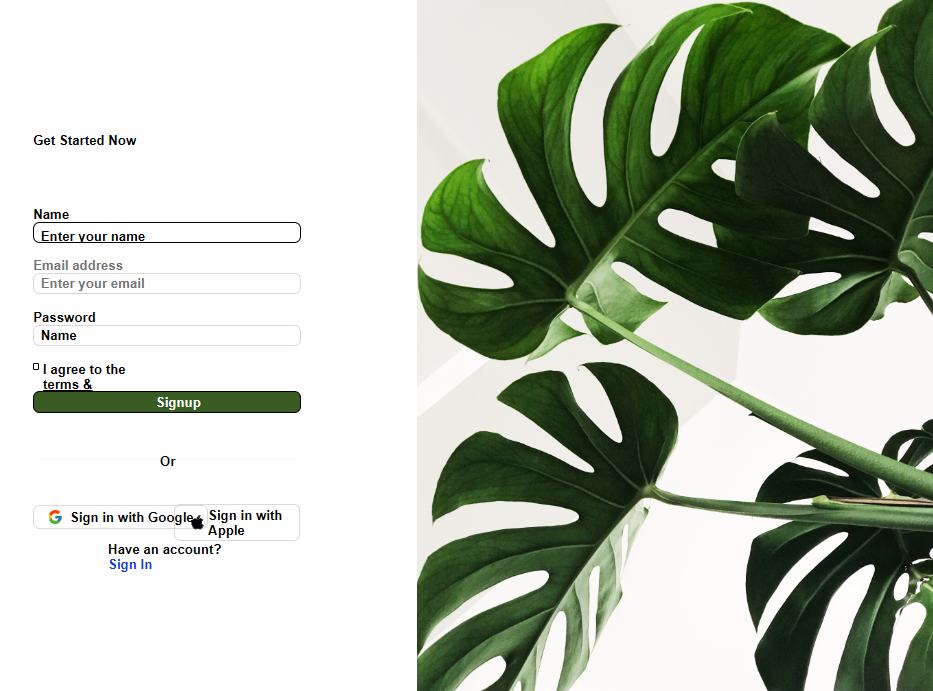 Get Started Now
Name
Enter your name
Email address
Enter your email
Password
Name
I agree to the
terms &
Signup
Or
Sign in with Google
Sign in with
Apple
Have an account?
Sign In